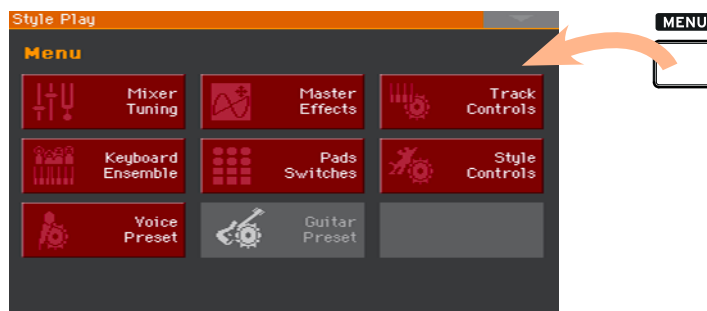 Style Play
MENU
Menu
Mixer
Tuning
Master
Effects
Track
Controls
Keyboard
Ensemble
Pads
Switches
Style
Controls
Voice
Preset
Guitar
Preset